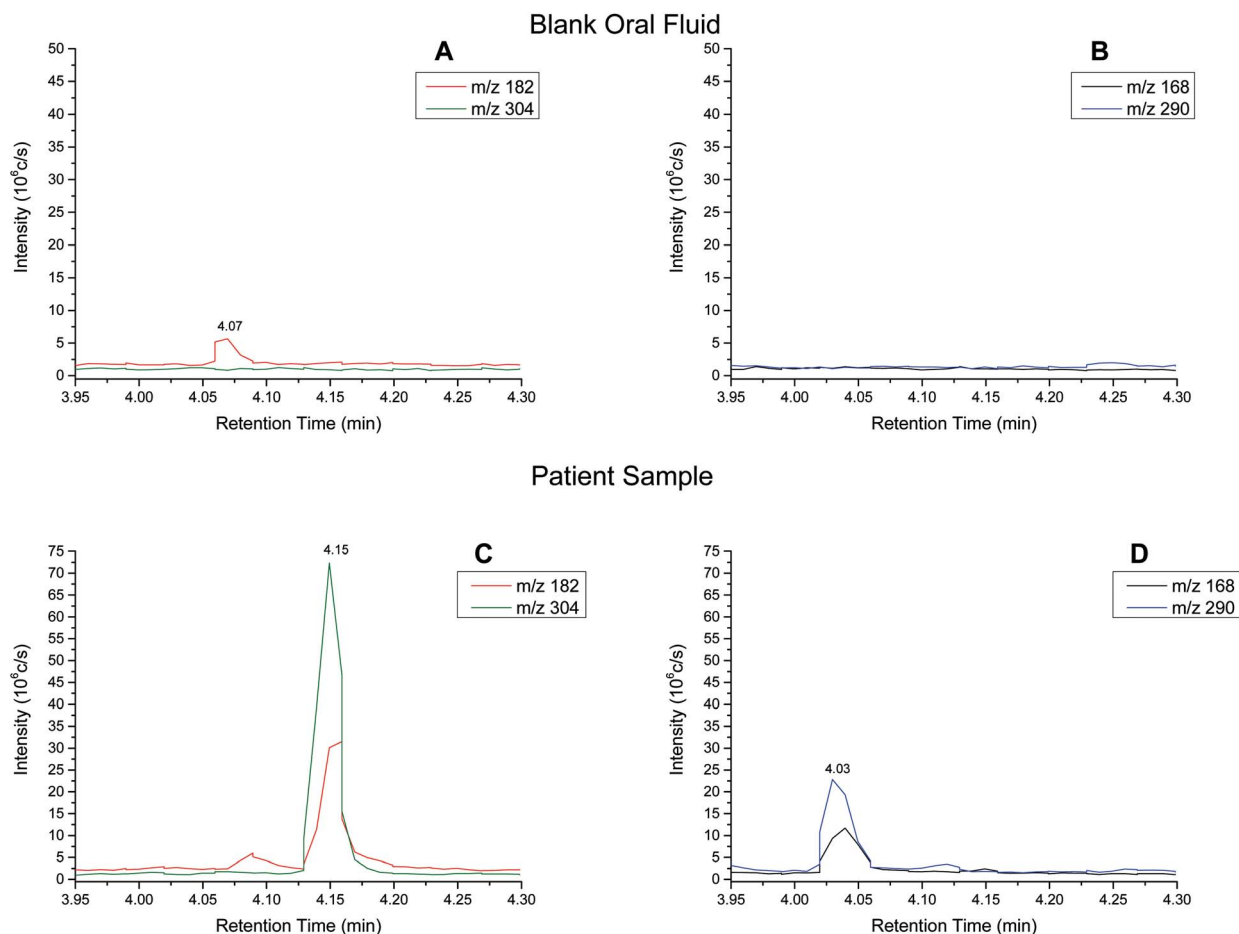 Blank Oral Fluid
A
m/z 182
m/z 304
4.07
50
45
40
35
30
25
20
15
10
5
0
Intensity (10⁶c/s)
3.95 4.00 4.05 4.10 4.15 4.20 4.25 4.30
Retention Time (min)
B
m/z 168
m/z 290
50
45
40
35
30
25
20
15
10
5
0
Intensity (10⁶c/s)
3.95 4.00 4.05 4.10 4.15 4.20 4.25 4.30
Retention Time (min)
Patient Sample
C
m/z 182
m/z 304
4.15
75
70
65
60
55
50
45
40
35
30
25
20
15
10
5
0
Intensity (10⁶c/s)
3.95 4.00 4.05 4.10 4.15 4.20 4.25 4.30
Retention Time (min)
D
m/z 168
m/z 290
4.03
75
70
65
60
55
50
45
40
35
30
25
20
15
10
5
0
Intensity (10⁶c/s)
3.95 4.00 4.05 4.10 4.15 4.20 4.25 4.30
Retention Time (min)